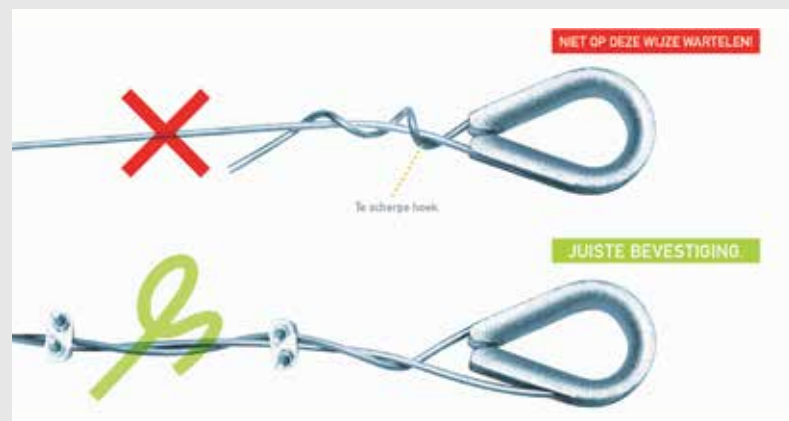 NIET OP DEZE WIJZE WARTELEN!
Te scherpe hoek.
JUISTE BEVESTIGING.